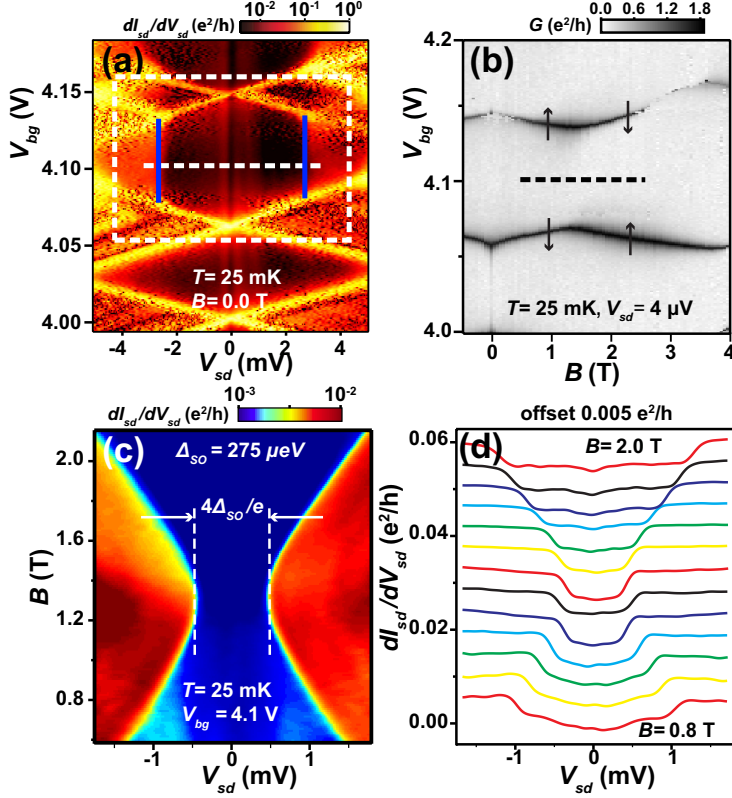 dI_sd/dV_sd (e²/h) 10⁻² 10⁻¹ 10⁰
(a)
V_bg (V)
4.15
4.10
4.05
4.00
T= 25 mK
B= 0.0 T
-4 -2 0 2 4
V_sd (mV)
G (e²/h) 0.0 0.6 1.2 1.8
(b)
V_bg (V)
4.2
4.1
4.0
T= 25 mK, V_sd= 4 µV
0 1 2 3 4
B (T)
dI_sd/dV_sd (e²/h) 10⁻³ 10⁻²
(c)
Δ_SO = 275 µeV
4Δ_SO/e
B (T)
2.0
1.6
1.2
0.8
T= 25 mK
V_bg = 4.1 V
-1 0 1
V_sd (mV)
offset 0.005 e²/h
(d)
B= 2.0 T
dI_sd/dV_sd (e²/h)
0.06
0.04
0.02
0.00
B= 0.8 T
-1 0 1
V_sd (mV)